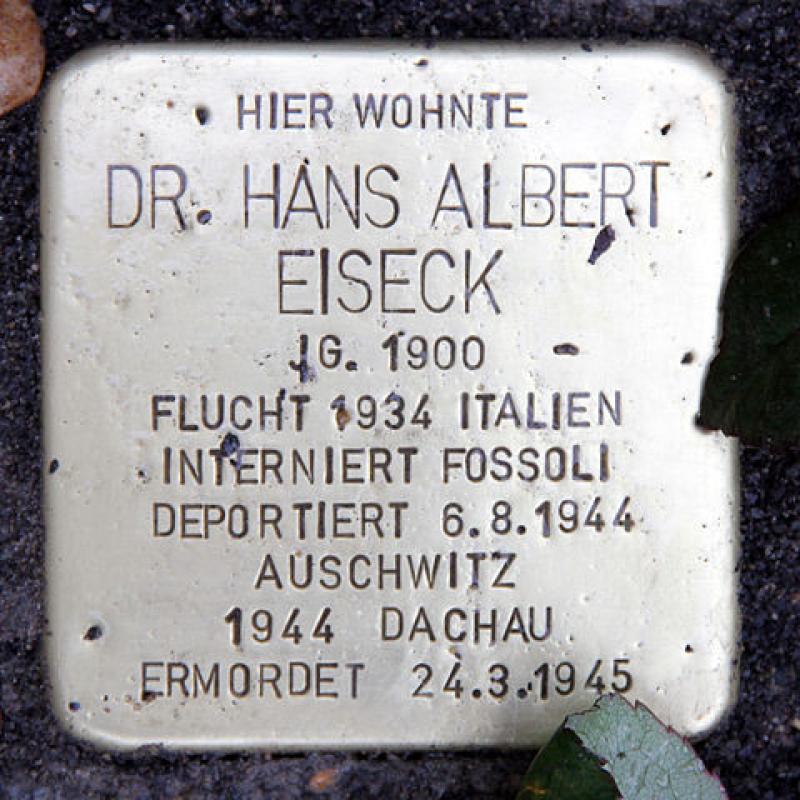 HIER WOHNTE
DR. HANS ALBERT
EISECK
JG. 1900
FLUCHT 1934 ITALIEN
INTERNIERT FOSSOLI
DEPORTIERT 6.8.1944
AUSCHWITZ
1944 DACHAU
ERMORDET 24.3.1945